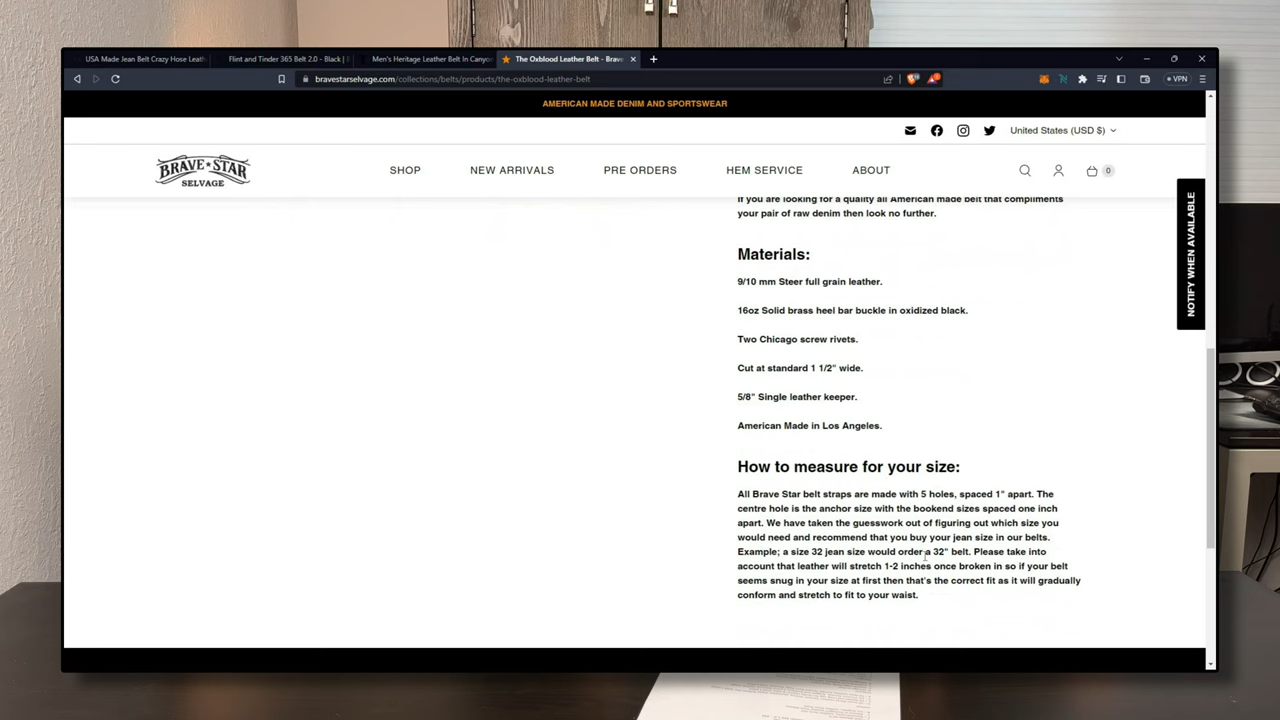 USA Made Jean Belt Crazy Hose Leath
Flint and Tinder 365 Belt 2.0 - Black |
Men's Heritage Leather Belt In Canyon
The Oxblood Leather Belt - Brave
bravestarselvage.com/collections/belts/products/the-oxblood-leather-belt
VPN
AMERICAN MADE DENIM AND SPORTSWEAR
United States (USD $)
BRAVE STAR
SELVAGE
SHOP
NEW ARRIVALS
PRE ORDERS
HEM SERVICE
ABOUT
0
NOTIFY WHEN AVAILABLE
If you are looking for a quality all American made belt that compliments
your pair of raw denim then look no further.
Materials:
9/10 mm Steer full grain leather.
16oz Solid brass heel bar buckle in oxidized black.
Two Chicago screw rivets.
Cut at standard 1 1/2" wide.
5/8" Single leather keeper.
American Made in Los Angeles.
How to measure for your size:
All Brave Star belt straps are made with 5 holes, spaced 1" apart. The
centre hole is the anchor size with the bookend sizes spaced one inch
apart. We have taken the guesswork out of figuring out which size you
would need and recommend that you buy your jean size in our belts.
Example; a size 32 jean size would order a 32" belt. Please take into
account that leather will stretch 1-2 inches once broken in so if your belt
seems snug in your size at first then that's the correct fit as it will gradually
conform and stretch to fit to your waist.